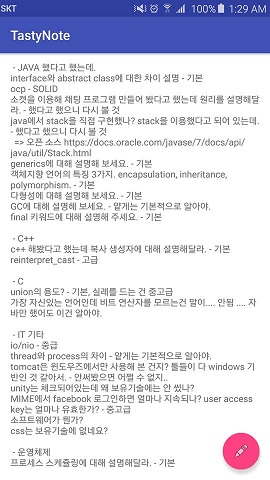 SKT 100% 1:29 AM
TastyNote
- JAVA 했다고 했는데.
interface와 abstract class에 대한 차이 설명 - 기본
ocp - SOLID
소켓을 이용해 채팅 프로그램 만들어 봤다고 했는데 원리를 설명해달
라. - 했다고 했으니 다시 볼 것
java에서 stack을 직접 구현했나? stack을 이용했다고 되어 있는데.
- 했다고 했으니 다시 볼 것
=> 오픈 소스 https://docs.oracle.com/javase/7/docs/api/
java/util/Stack.html
generics에 대해 설명해 보세요. - 기본
객체지향 언어의 특징 3가지. encapsulation, inheritance,
polymorphism. - 기본
다형성에 대해 설명해 보세요. - 기본
GC에 대해 설명해 보세요. - 얕게는 기본적으로 알아야.
final 키워드에 대해 설명해 주세요. - 기본
- C++
c++ 해봤다고 했는데 복사 생성자에 대해 설명해달라. - 기본
reinterpret_cast - 고급
- C
union의 용도? - 기본, 실례를 드는 건 중고급
가장 자신있는 언어인데 비트 연산자를 모르는건 말이.... 안됨 .... 자
바만 했어도 이건 알아야.
- IT 기타
io/nio - 중급
thread와 process의 차이 - 얕게는 기본적으로 알아야.
tomcat은 윈도우즈에서만 사용해 본 건지? 툴들이 다 windows 기
반인 것 같아서. - 안써봤으면 어쩔 수 없지..
unity는 체크되어있는데 왜 보유기술에는 안 썼나?
MIME에서 facebook 로그인하면 얼마나 지속되나? user access
key는 얼마나 유효한가? - 중고급
소프트웨어가 뭔가?
css는 보유기술에 없네요?
- 운영체제
프로세스 스케쥴링에 대해 설명해달라. - 기본